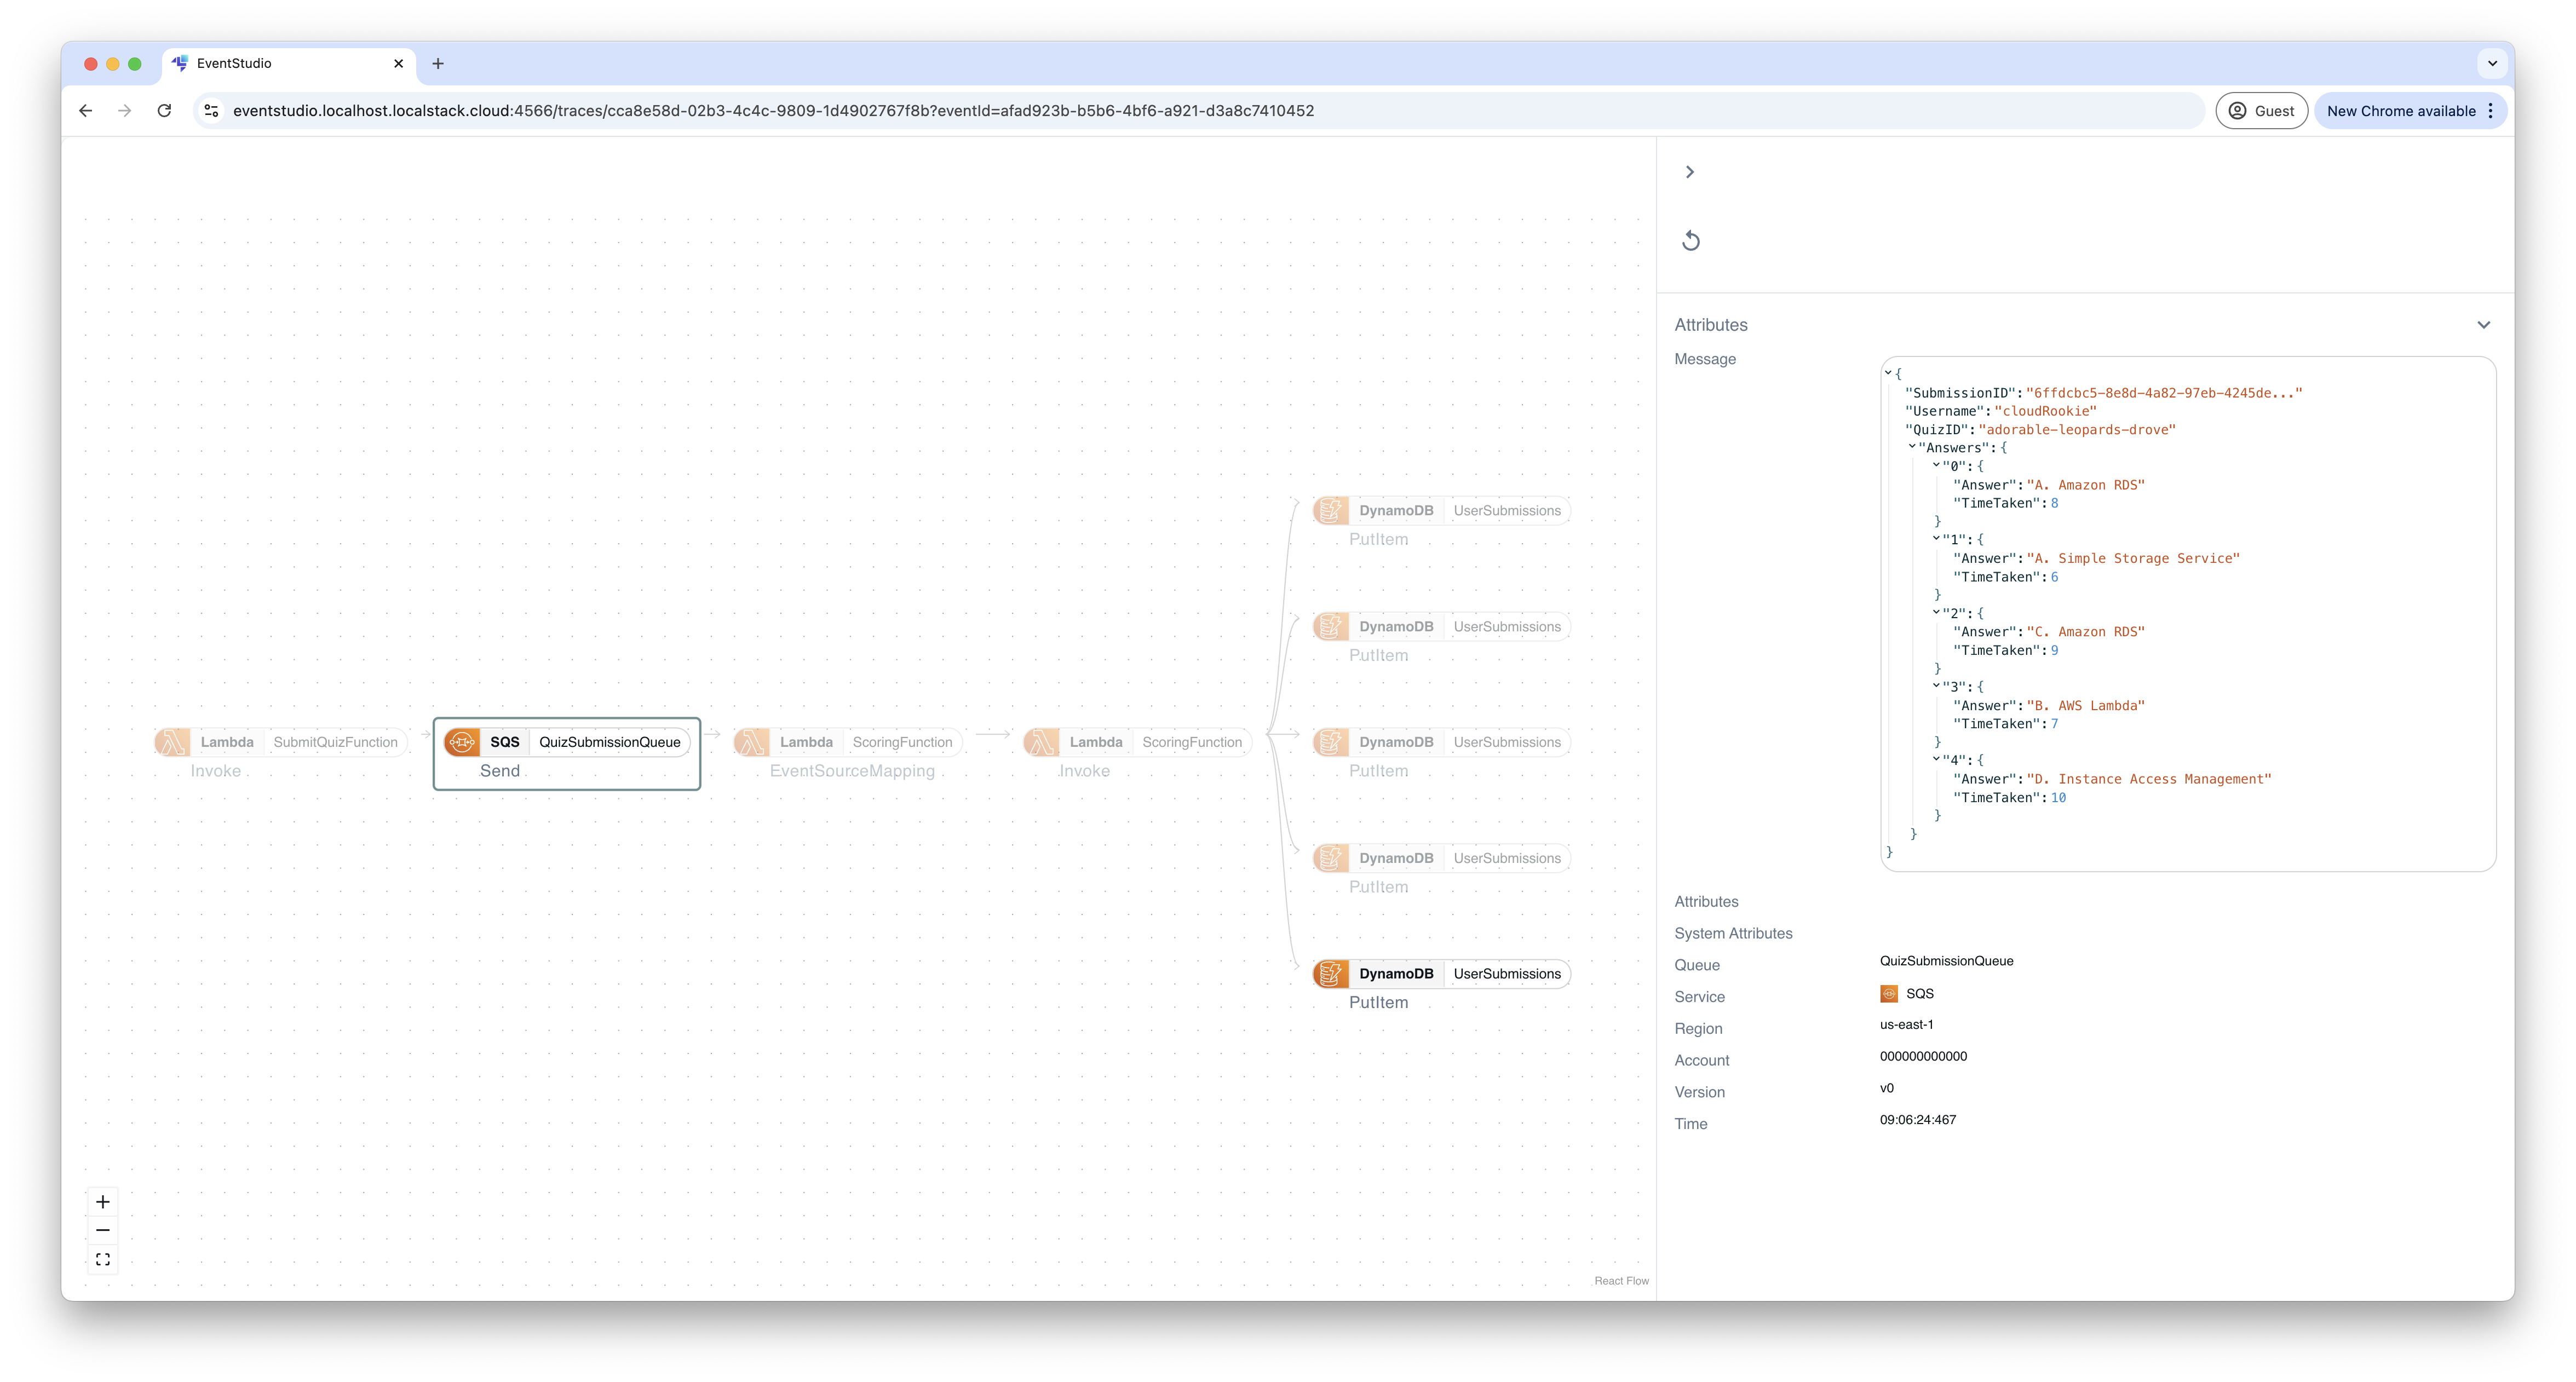 EventStudio
eventstudio.localhost.localstack.cloud:4566/traces/cca8e58d-02b3-4c4c-9809-1d4902767f8b?eventId=afad923b-b5b6-4bf6-a921-d3a8c7410452
Guest
New Chrome available
DynamoDB UserSubmissions
PutItem
DynamoDB UserSubmissions
PutItem
Lambda SubmitQuizFunction
Invoke
SQS QuizSubmissionQueue
Send
Lambda ScoringFunction
EventSourceMapping
Lambda ScoringFunction
Invoke
DynamoDB UserSubmissions
PutItem
DynamoDB UserSubmissions
PutItem
DynamoDB UserSubmissions
PutItem
React Flow
Attributes
Message
{
"SubmissionID":"6ffdcbc5-8e8d-4a82-97eb-4245de..."
"Username":"cloudRookie"
"QuizID":"adorable-leopards-drove"
"Answers":{
"0":{
"Answer":"A. Amazon RDS"
"TimeTaken":8
}
"1":{
"Answer":"A. Simple Storage Service"
"TimeTaken":6
}
"2":{
"Answer":"C. Amazon RDS"
"TimeTaken":9
}
"3":{
"Answer":"B. AWS Lambda"
"TimeTaken":7
}
"4":{
"Answer":"D. Instance Access Management"
"TimeTaken":10
}
}
}
Attributes
System Attributes
Queue QuizSubmissionQueue
Service SQS
Region us-east-1
Account 000000000000
Version v0
Time 09:06:24:467